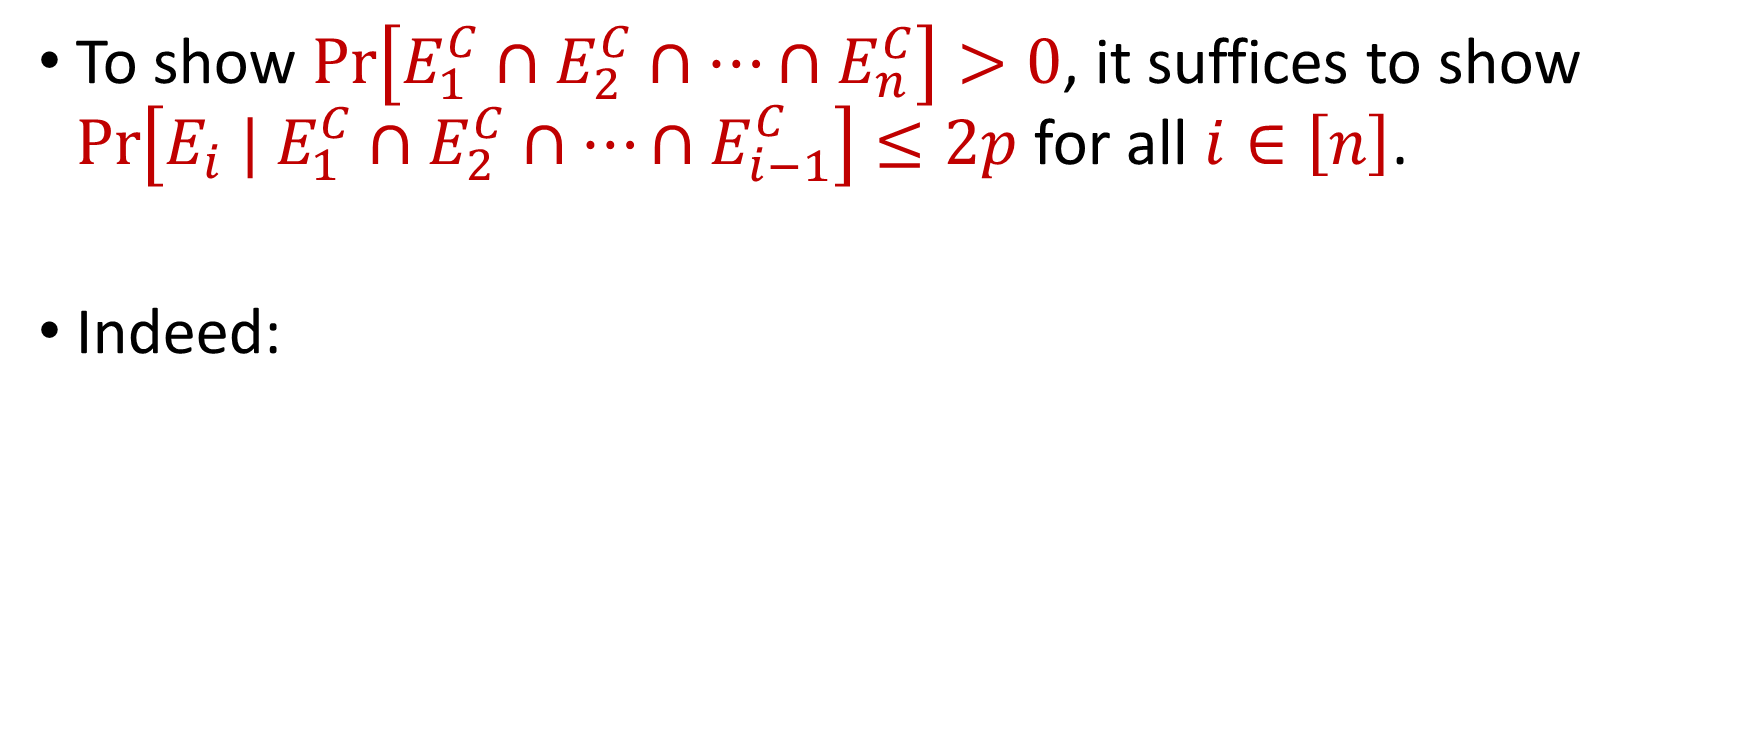 • To show Pr[E₁ᶜ ∩ E₂ᶜ ∩ ⋯ ∩ Eₙᶜ] > 0, it suffices to show
Pr[Eᵢ | E₁ᶜ ∩ E₂ᶜ ∩ ⋯ ∩ Eᵢ₋₁ᶜ] ≤ 2p for all i ∈ [n].
• Indeed: